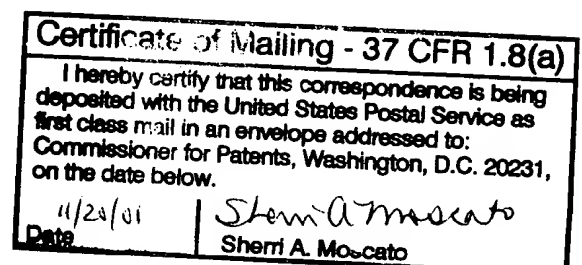 Certificate of Mailing - 37 CFR 1.8(a)
I hereby certify that this correspondence is being
deposited with the United States Postal Service as
first class mail in an envelope addressed to:
Commissioner for Patents, Washington, D.C. 20231,
on the date below.
11/20/01 Sherri A Moscato
Date Sherri A. Moscato